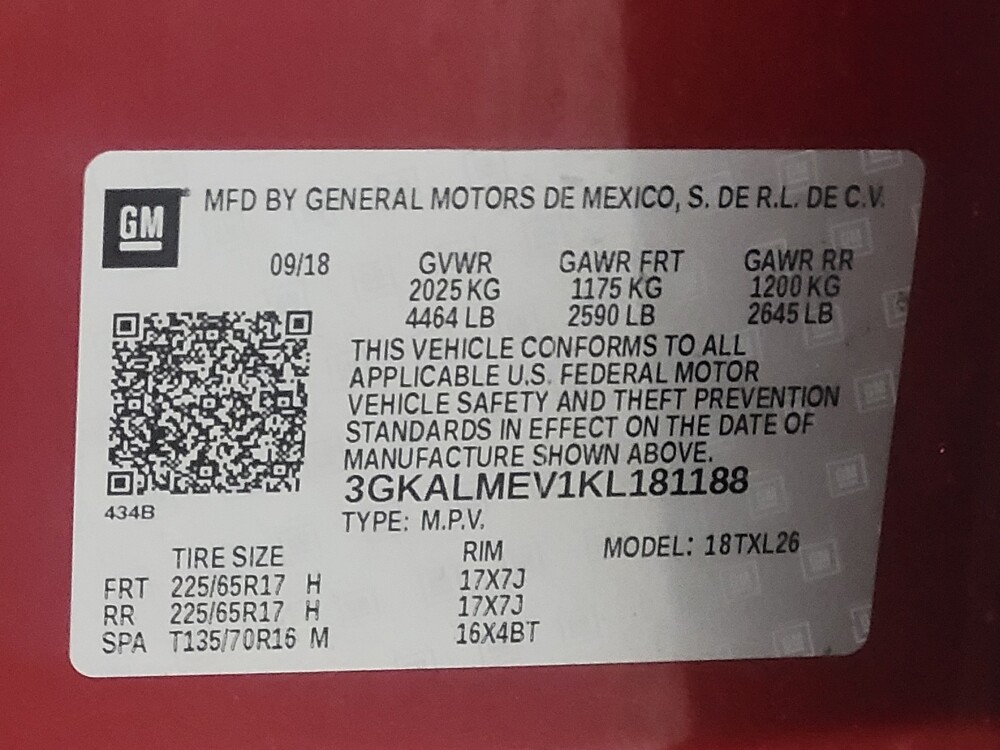 GM MFD BY GENERAL MOTORS DE MEXICO, S. DE R.L. DE C.V.
09/18 GVWR GAWR FRT GAWR RR
2025 KG 1175 KG 1200 KG
4464 LB 2590 LB 2645 LB
THIS VEHICLE CONFORMS TO ALL
APPLICABLE U.S. FEDERAL MOTOR
VEHICLE SAFETY AND THEFT PREVENTION
STANDARDS IN EFFECT ON THE DATE OF
MANUFACTURE SHOWN ABOVE.
3GKALMEV1KL181188
434B
TYPE: M.P.V.
TIRE SIZE RIM MODEL: 18TXL26
FRT 225/65R17 H 17X7J
RR 225/65R17 H 17X7J
SPA T135/70R16 M 16X4BT